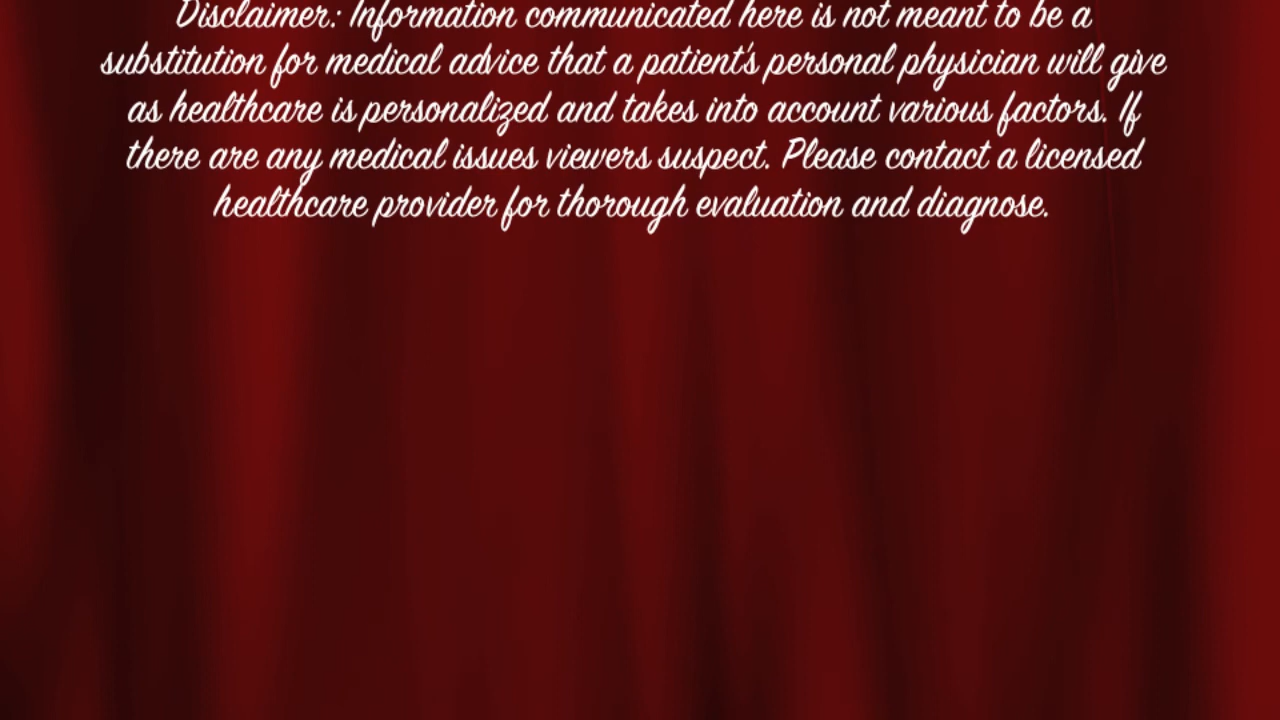 Disclaimer: Information communicated here is not meant to be a
substitution for medical advice that a patient's personal physician will give
as healthcare is personalized and takes into account various factors. If
there are any medical issues viewers suspect. Please contact a licensed
healthcare provider for thorough evaluation and diagnose.